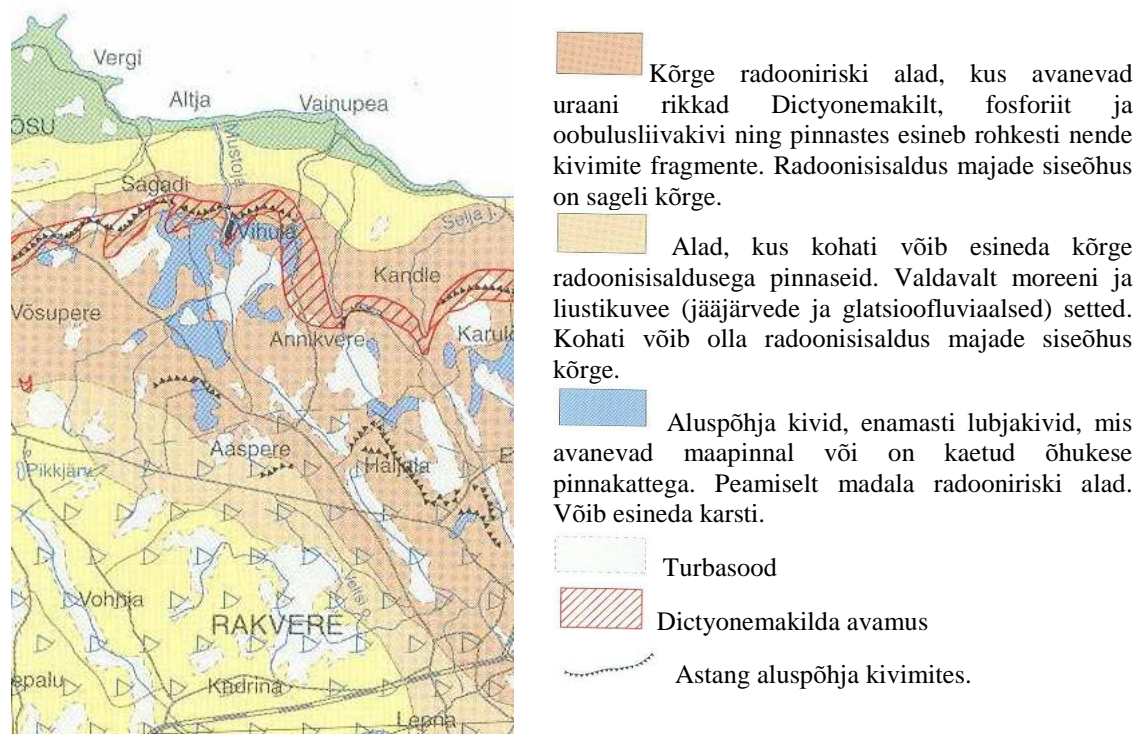 Vergi
Altja
Vainupea
ÕSU
Mustoja
Sagadi
Selja j.
Vihula
Kandle
Võsupere
Annikvere
Karul
Aaspere
Haljala
Pikkjärv
Vohnja
RAKVERE
epalu
Kadrina
Lepna
Kõrge radooniriski alad, kus avanevad
uraani rikkad Dictyonemakilt, fosforiit ja
oobulusliivakivi ning pinnastes esineb rohkesti nende
kivimite fragmente. Radoonisisaldus majade siseõhus
on sageli kõrge.
Alad, kus kohati võib esineda kõrge
radoonisisaldusega pinnaseid. Valdavalt moreeni ja
liustikuvee (jääjärvede ja glatsioofluviaalsed) setted.
Kohati võib olla radoonisisaldus majade siseõhus
kõrge.
Aluspõhja kivid, enamasti lubjakivid, mis
avanevad maapinnal või on kaetud õhukese
pinnakattega. Peamiselt madala radooniriski alad.
Võib esineda karsti.
Turbasood
Dictyonemakilda avamus
Astang aluspõhja kivimites.